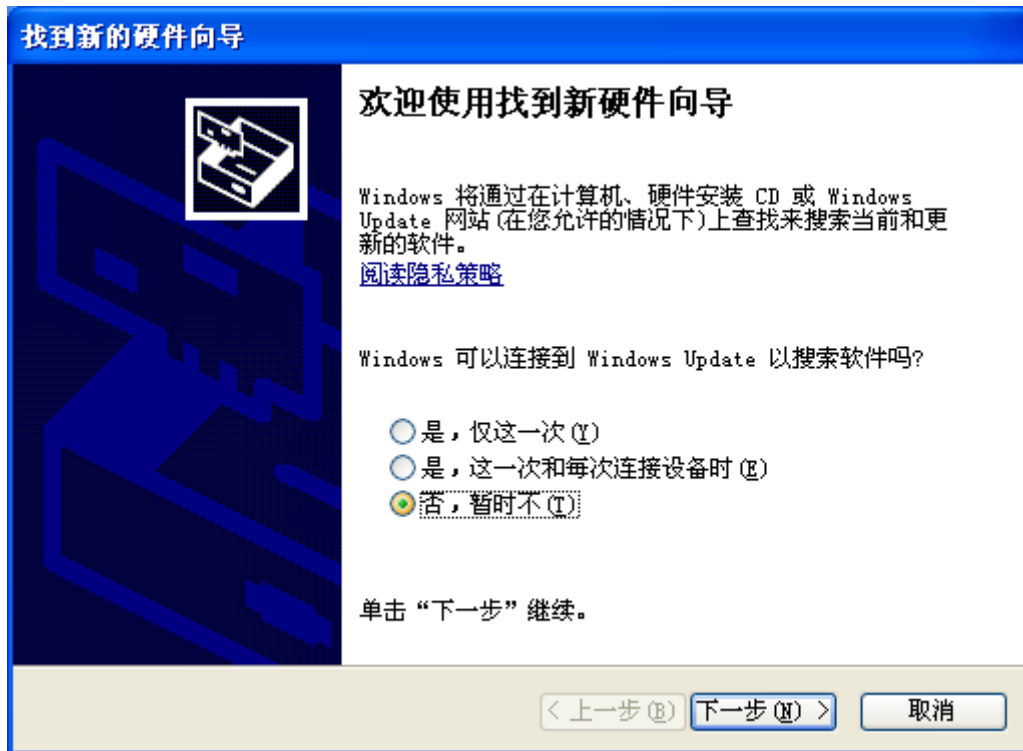 找到新的硬件向导
欢迎使用找到新硬件向导
Windows 将通过在计算机、硬件安装 CD 或 Windows
Update 网站(在您允许的情况下)上查找来搜索当前和更
新的软件。
阅读隐私策略
Windows 可以连接到 Windows Update 以搜索软件吗?
是，仅这一次(Y)
是，这一次和每次连接设备时(E)
否，暂时不(T)
单击“下一步”继续。
< 上一步(B) 下一步(N) > 取消